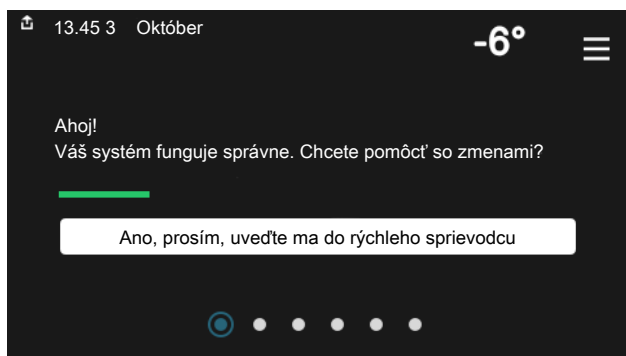 13.45 3 Október
-6°
Ahoj!
Váš systém funguje správne. Chcete pomôcť so zmenami?
Ano, prosím, uveďte ma do rýchleho sprievodcu